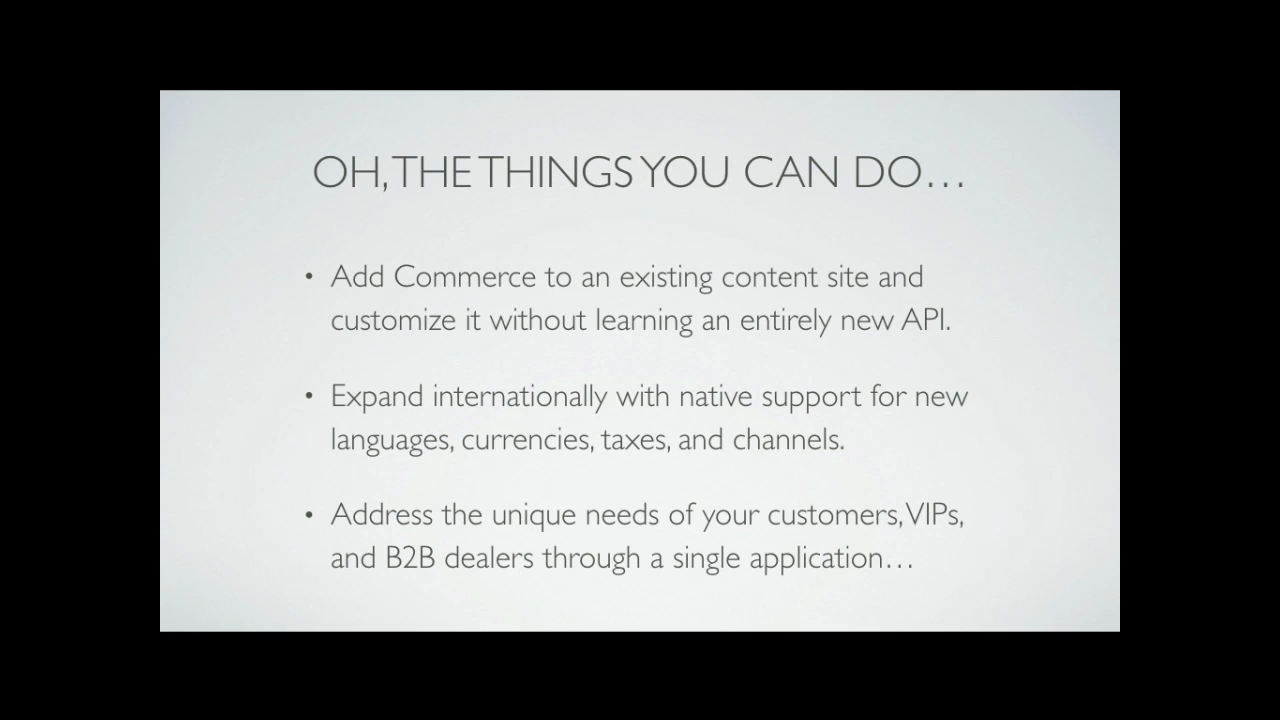 OH, THE THINGS YOU CAN DO…
• Add Commerce to an existing content site and
customize it without learning an entirely new API.
• Expand internationally with native support for new
languages, currencies, taxes, and channels.
• Address the unique needs of your customers, VIPs,
and B2B dealers through a single application…